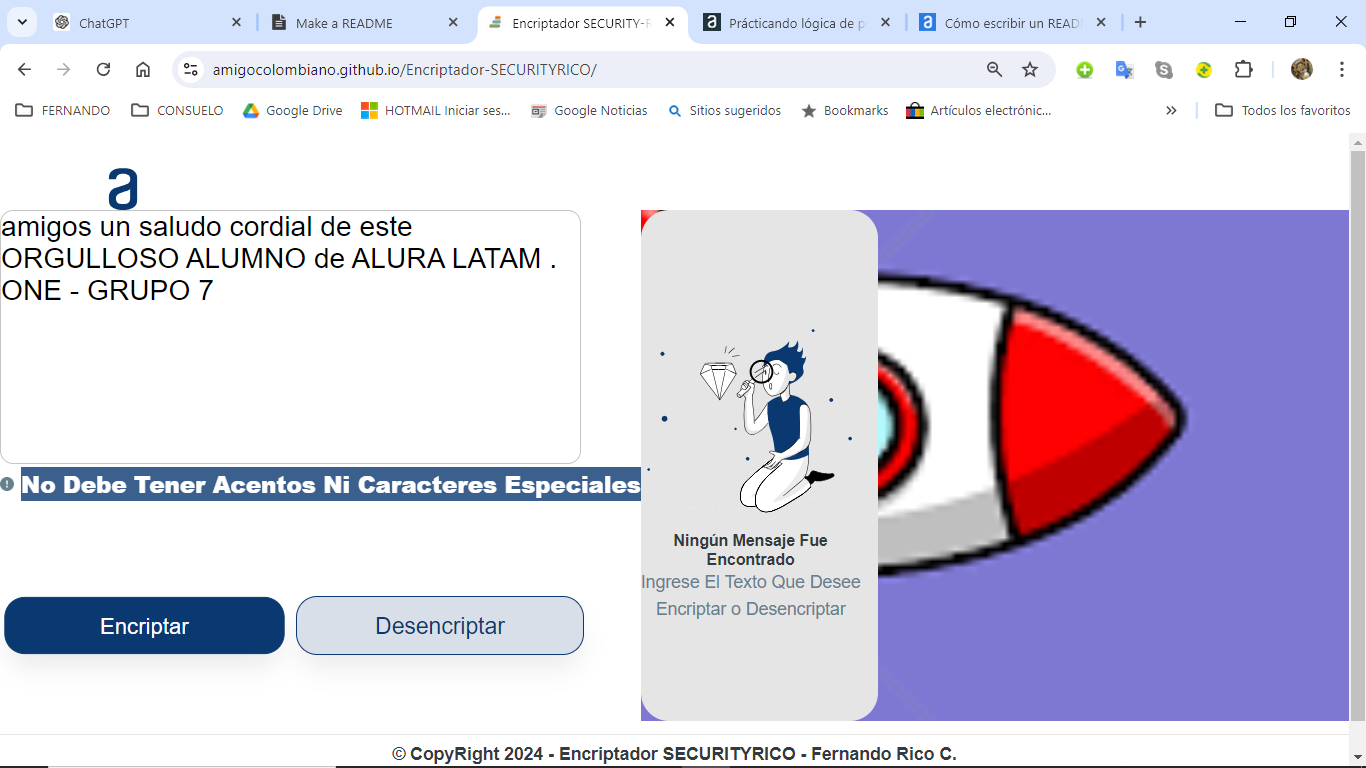 ChatGPT
Make a README
Encriptador SECURITY-R
Prácticando lógica de p
Cómo escribir un READ
amigocolombiano.github.io/Encriptador-SECURITYRICO/
FERNANDO
CONSUELO
Google Drive
HOTMAIL Iniciar ses...
Google Noticias
Sitios sugeridos
Bookmarks
Artículos electrónic...
»
Todos los favoritos
a
amigos un saludo cordial de este
ORGULLOSO ALUMNO de ALURA LATAM .
ONE - GRUPO 7
No Debe Tener Acentos Ni Caracteres Especiales
Encriptar
Desencriptar
Ningún Mensaje Fue
Encontrado
Ingrese El Texto Que Desee
Encriptar o Desencriptar
© CopyRight 2024 - Encriptador SECURITYRICO - Fernando Rico C.